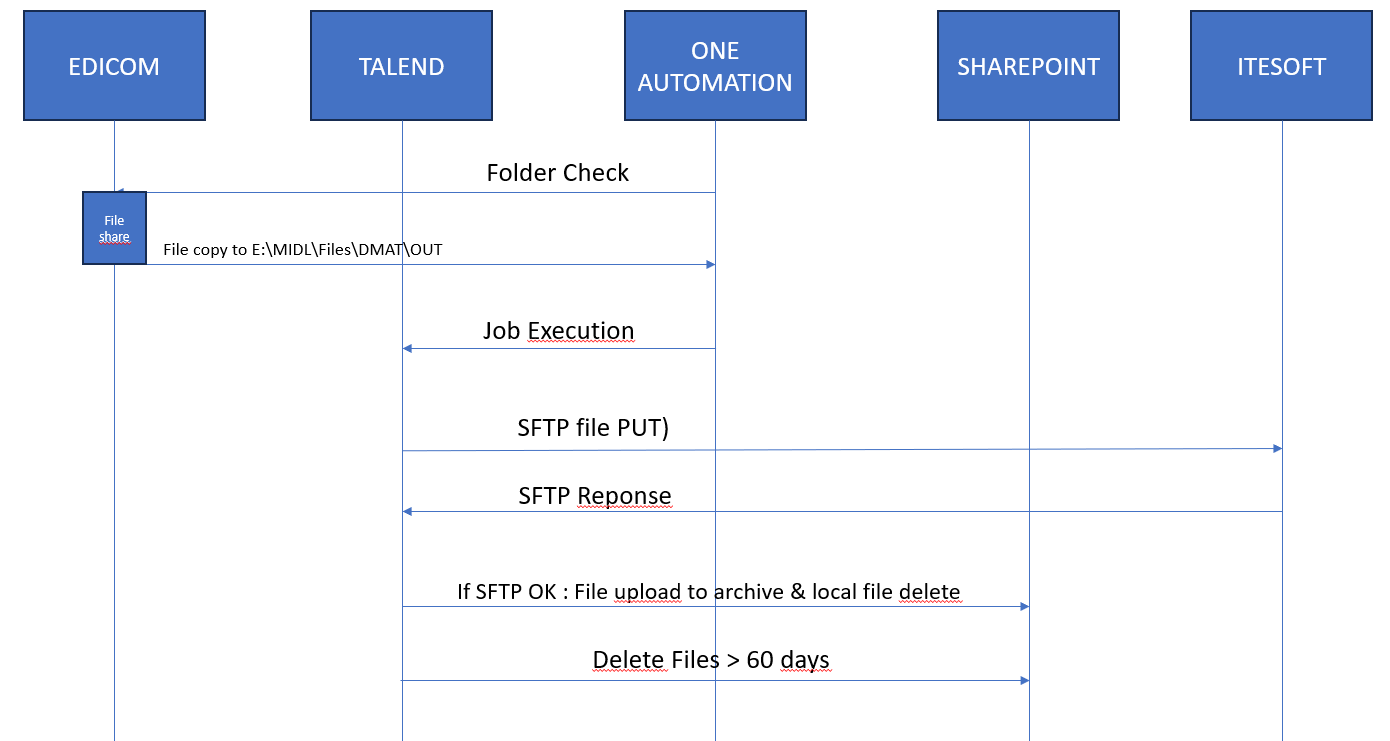 EDICOM
TALEND
ONE
AUTOMATION
SHAREPOINT
ITESOFT
Folder Check
File
share
File copy to E:\MIDL\Files\DMAT\OUT
Job Execution
SFTP file PUT)
SFTP Reponse
If SFTP OK : File upload to archive & local file delete
Delete Files > 60 days